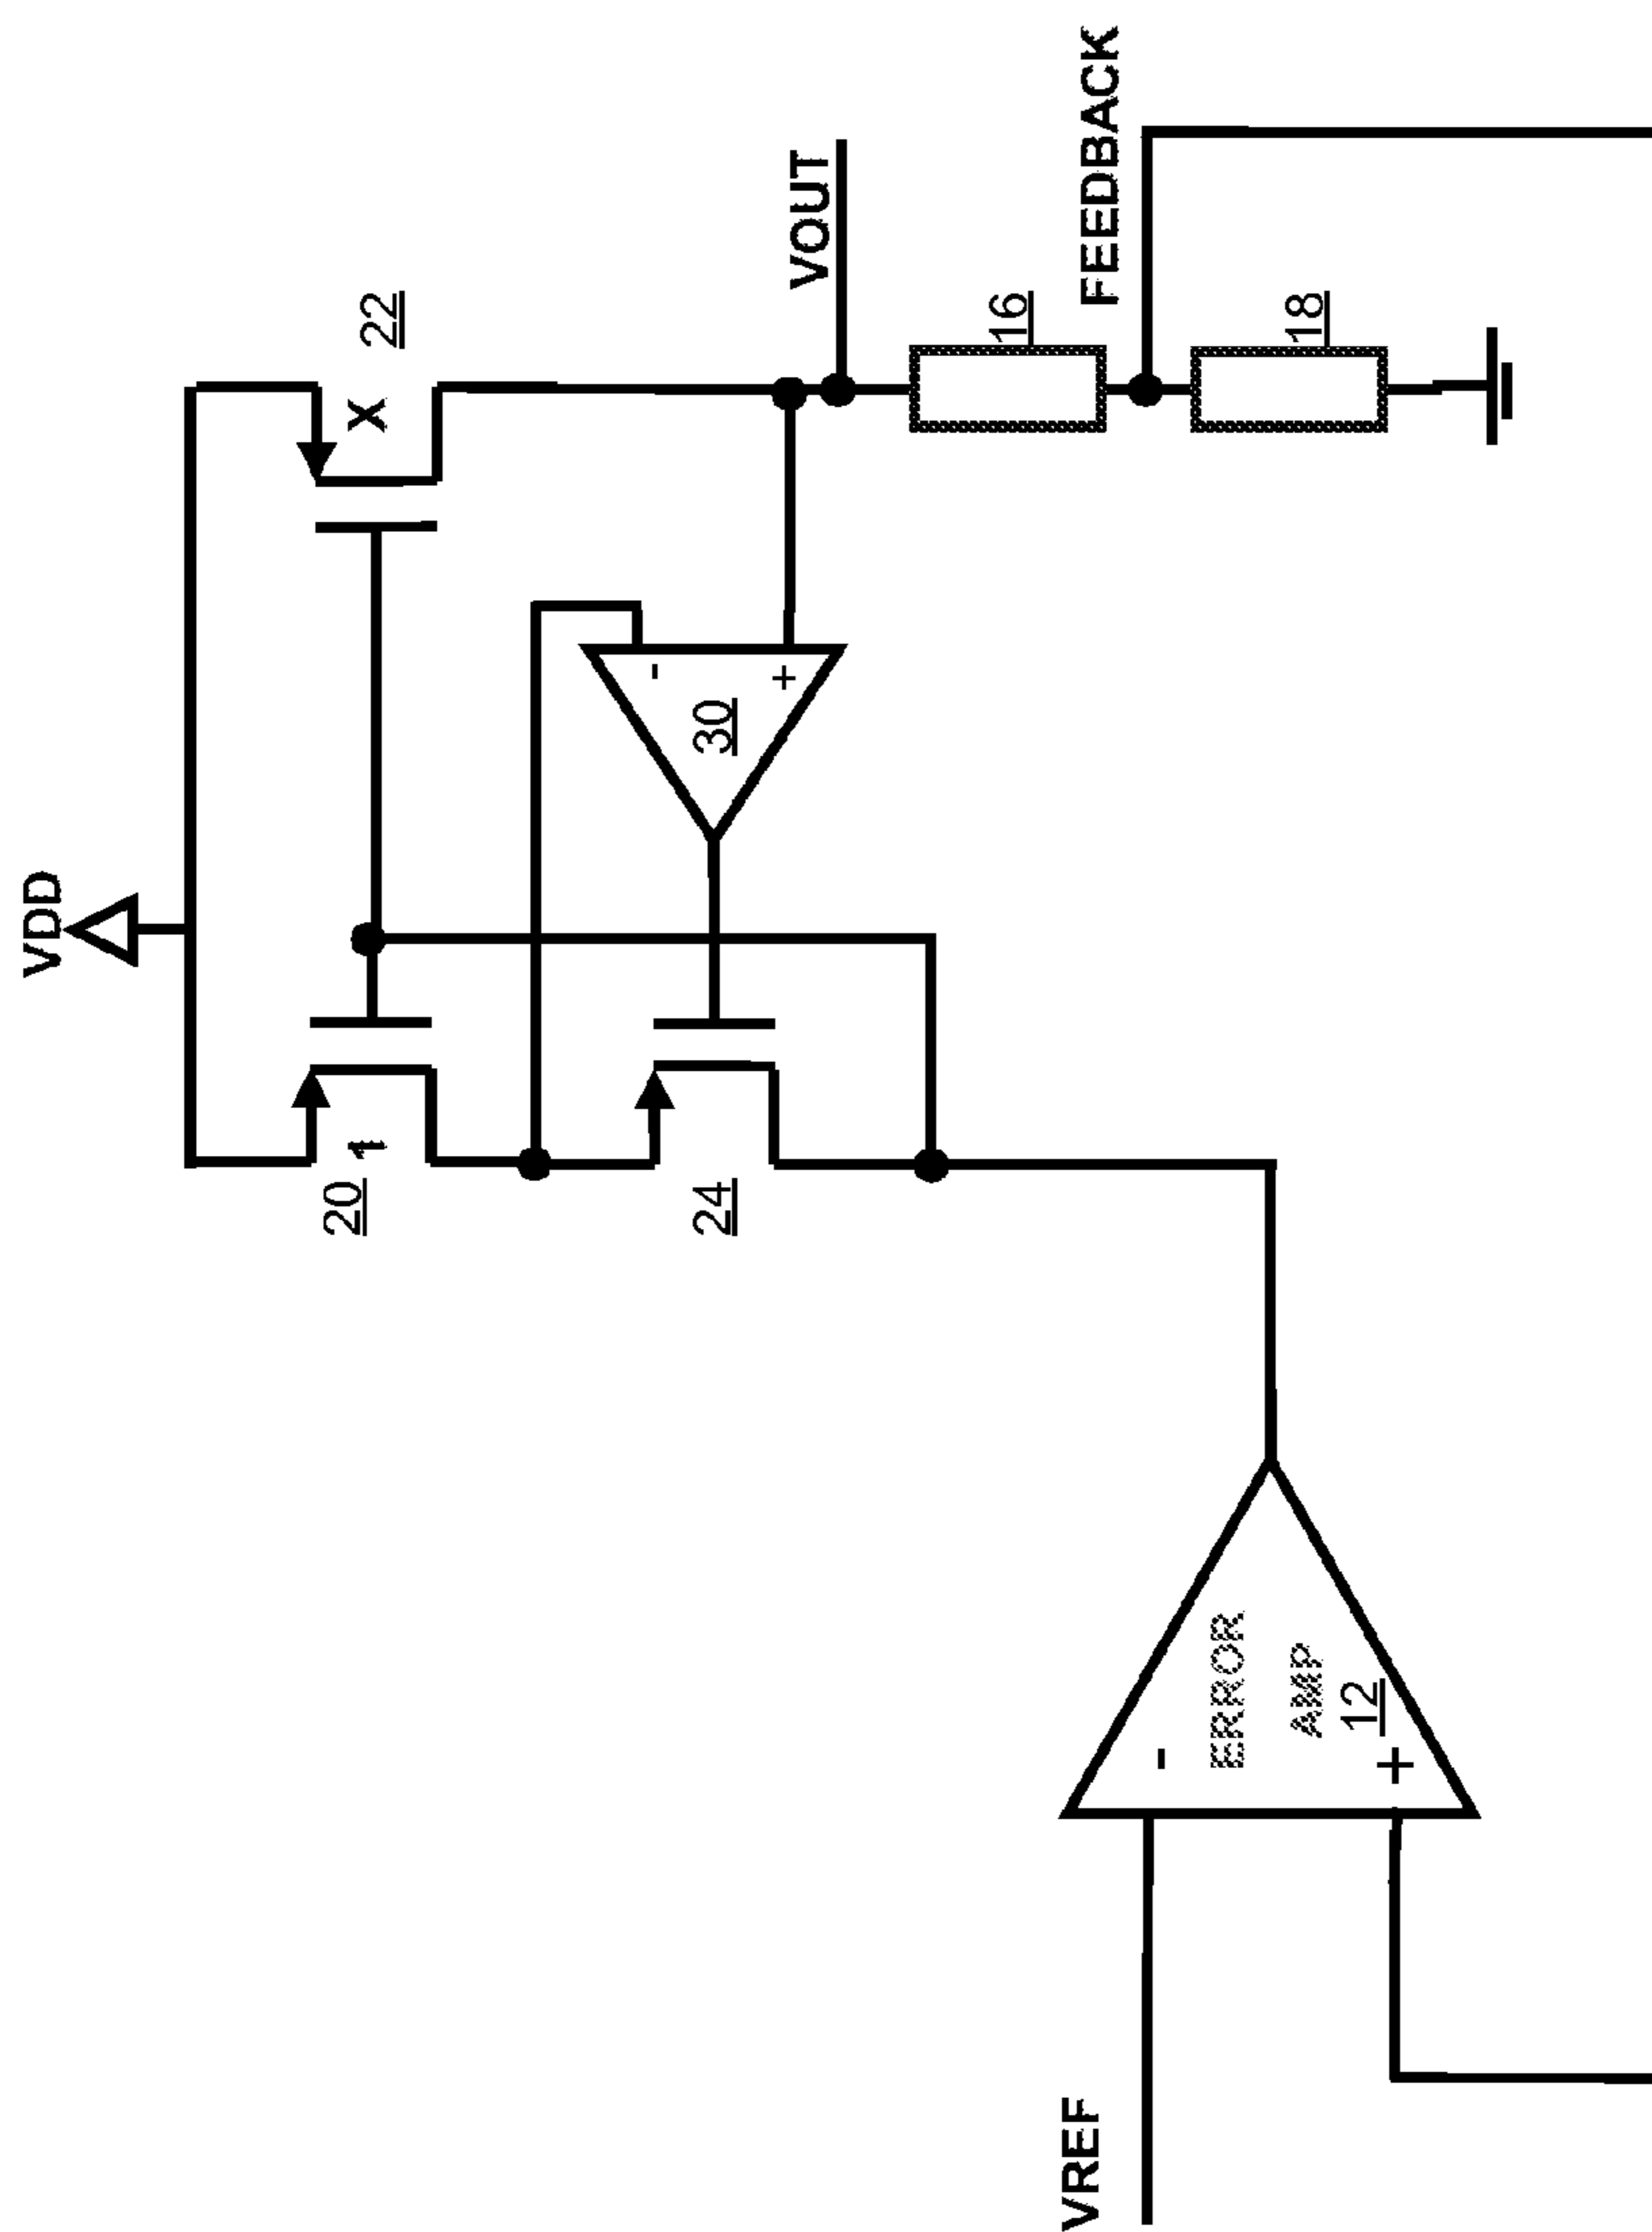 VDD
20
1
X
22
24
-
30
+
VOUT
16
FEEDBACK
18
VREF
-
ERROR
AMP
12
+